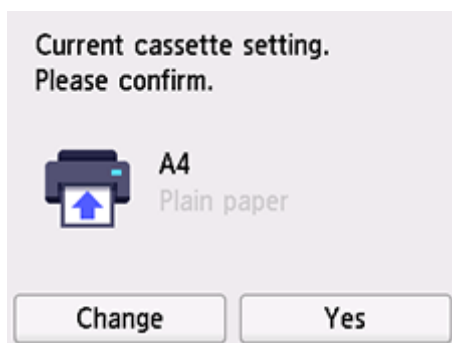 Current cassette setting.
Please confirm.
A4
Plain paper
Change
Yes